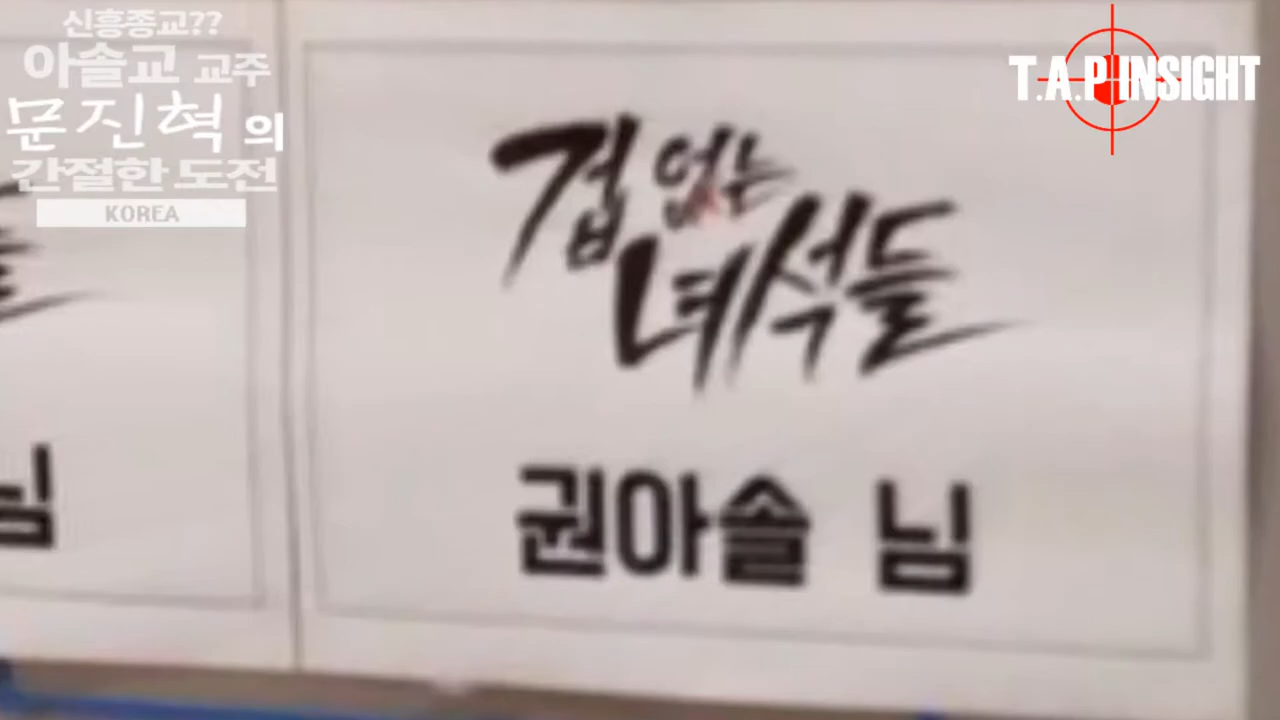 신흥종교??
아솔교 교주
문진혁의
간절한 도전
KOREA
T.A.P INSIGHT
겁 없는
녀석들
권아솔 님
님